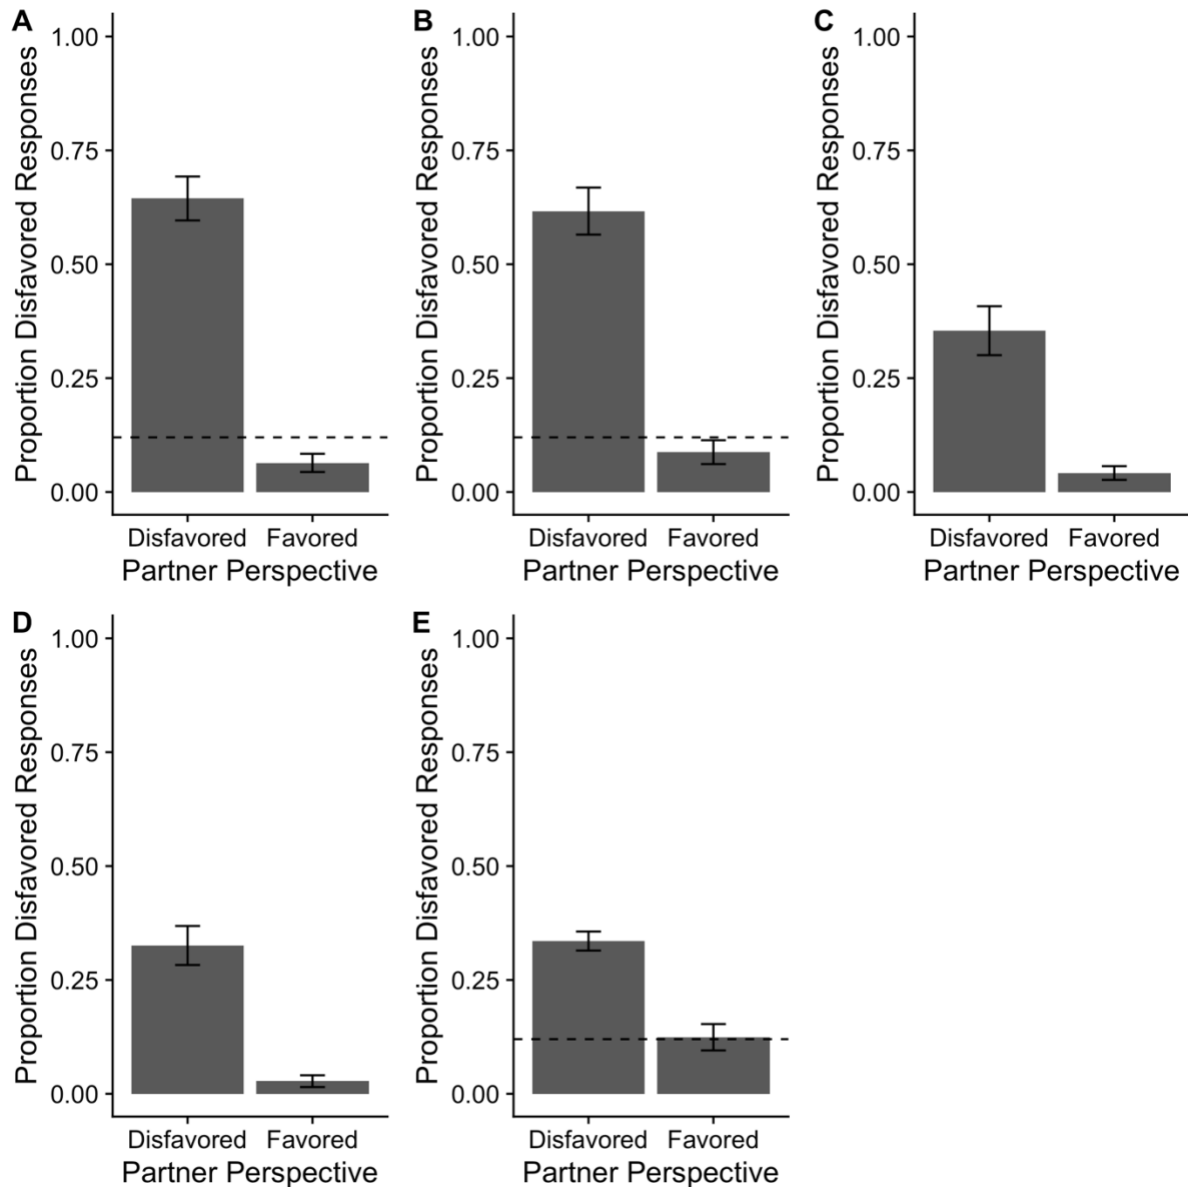 A
Proportion Disfavored Responses
1.00
0.75
0.50
0.25
0.00
Disfavored Favored
Partner Perspective
B
Proportion Disfavored Responses
1.00
0.75
0.50
0.25
0.00
Disfavored Favored
Partner Perspective
C
Proportion Disfavored Responses
1.00
0.75
0.50
0.25
0.00
Disfavored Favored
Partner Perspective
D
Proportion Disfavored Responses
1.00
0.75
0.50
0.25
0.00
Disfavored Favored
Partner Perspective
E
Proportion Disfavored Responses
1.00
0.75
0.50
0.25
0.00
Disfavored Favored
Partner Perspective